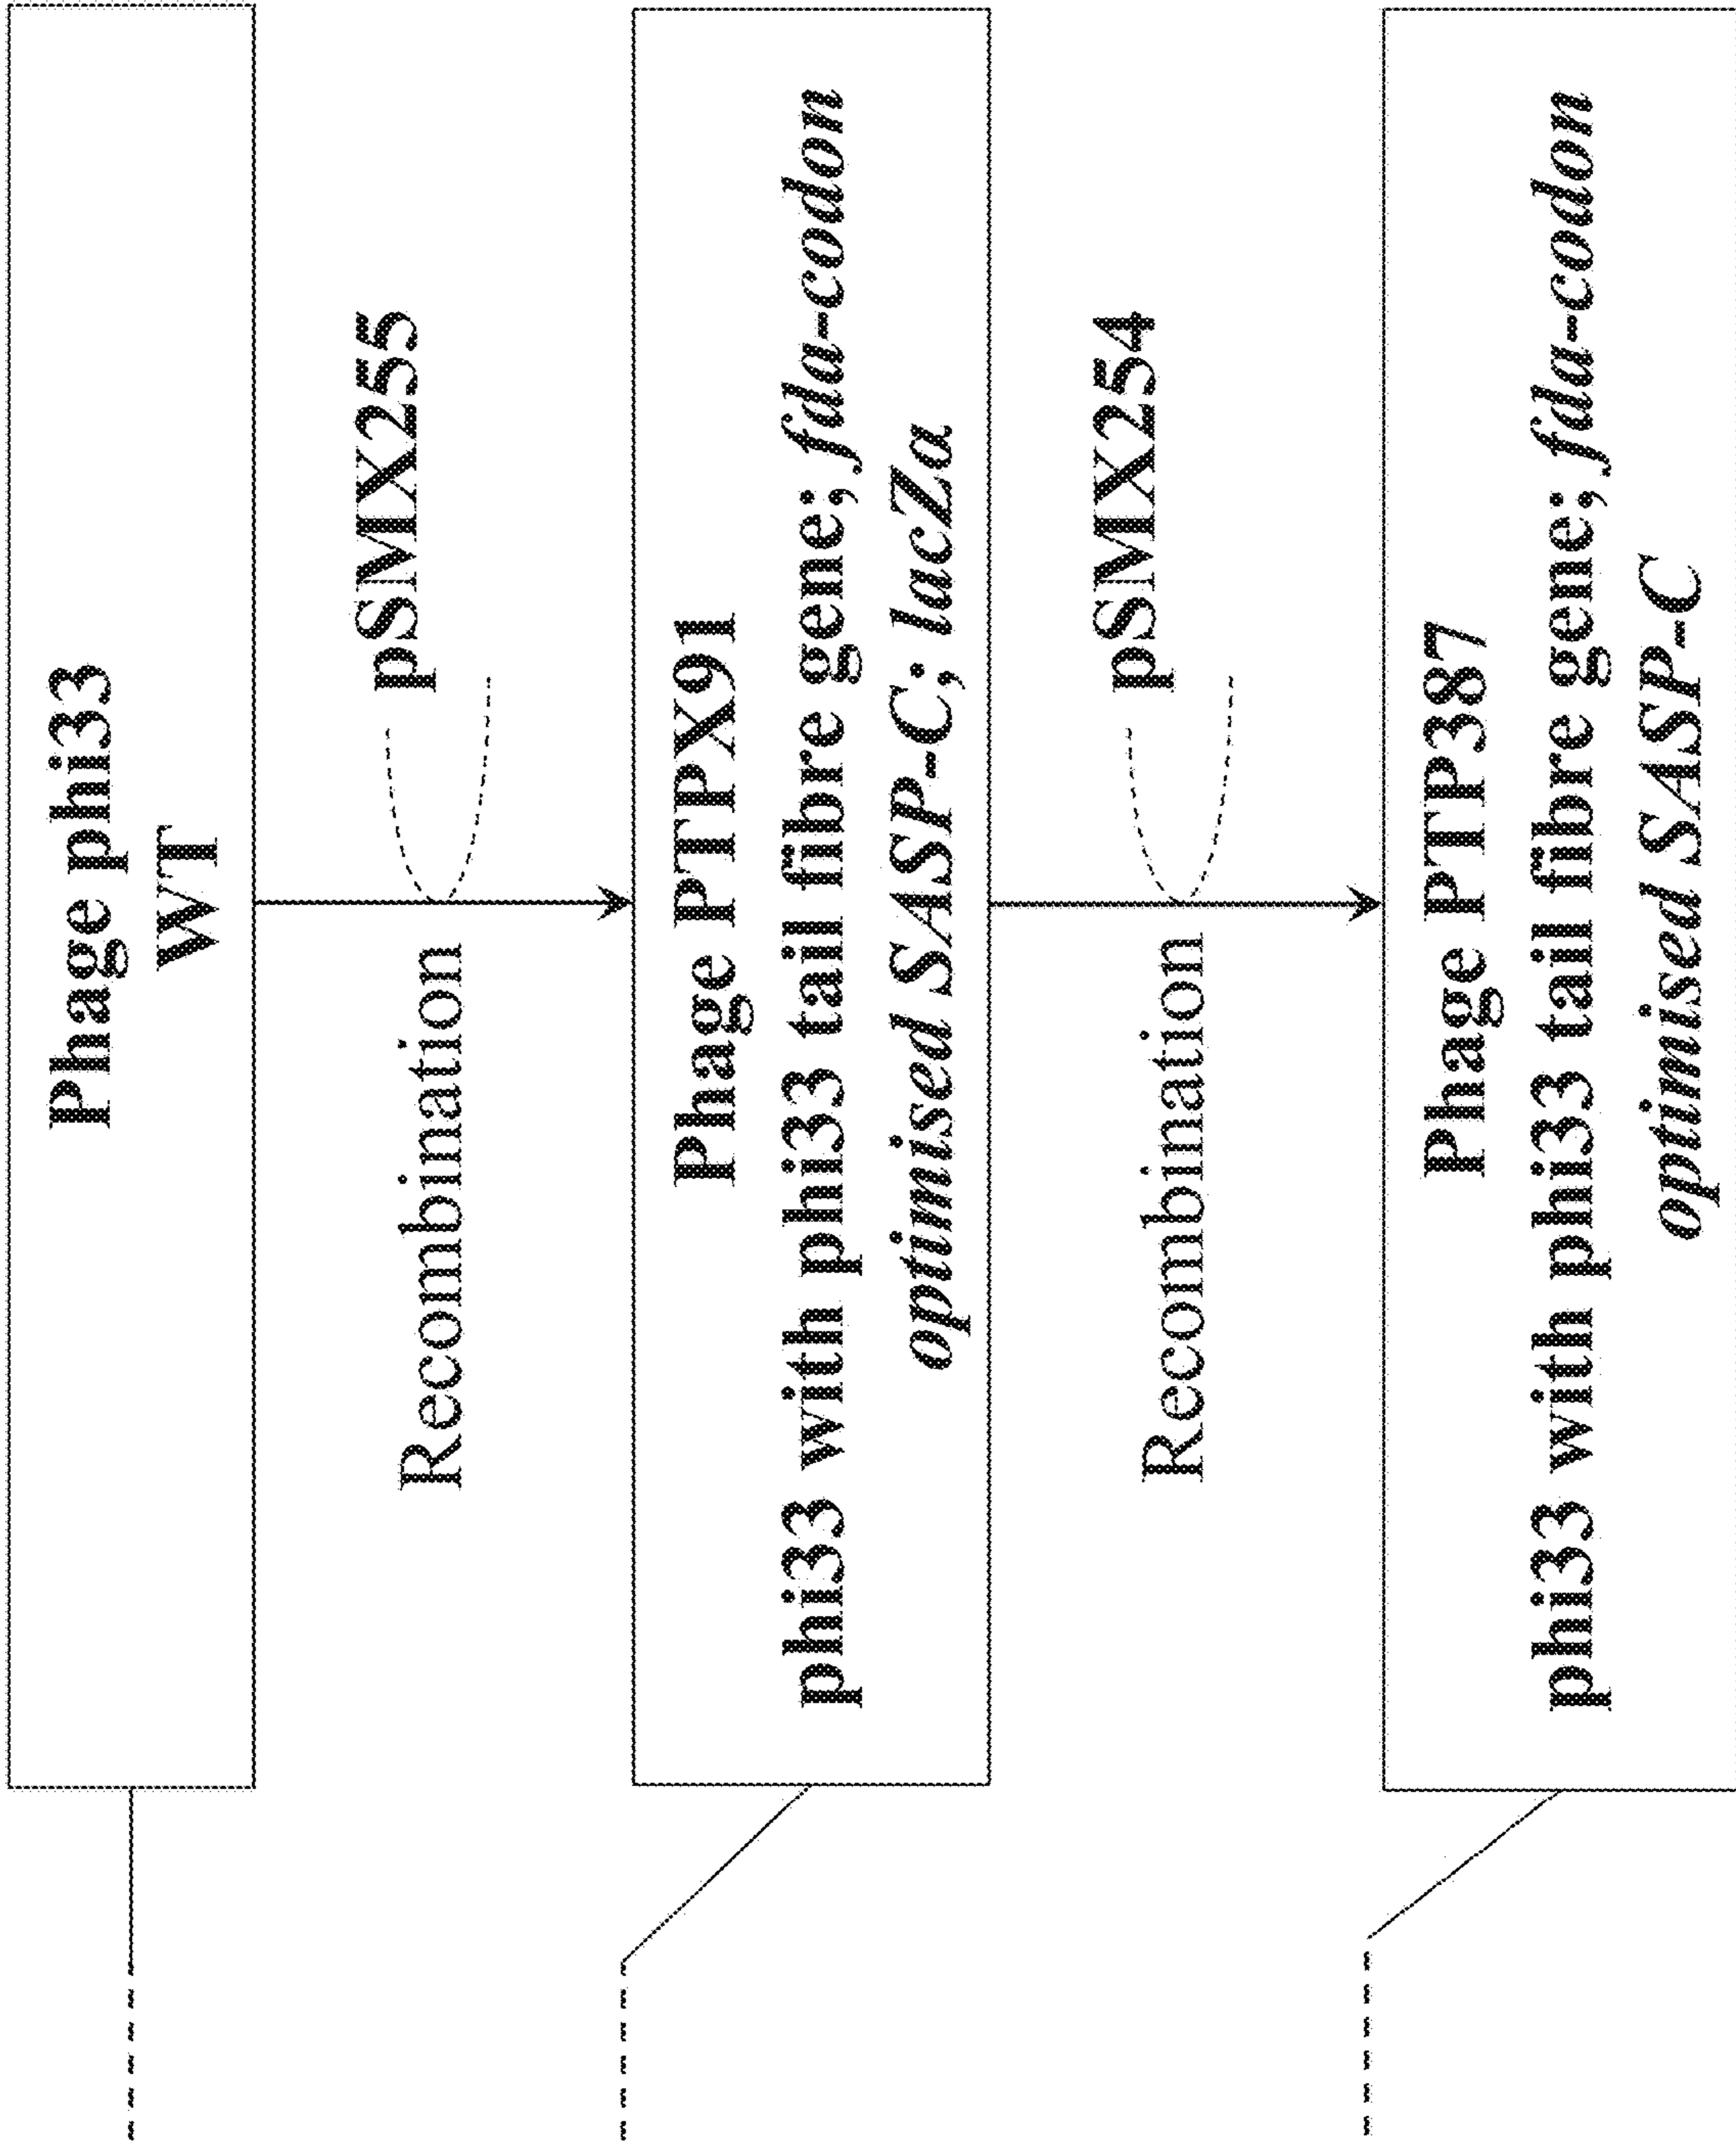 Phage phi33
WT
Recombination
pSMX255
Phage PTPX91
phi33 with phi33 tail fibre gene; fda-codon
optimised SASP-C; lacZa
Recombination
pSMX254
Phage PTP387
phi33 with phi33 tail fibre gene; fda-codon
optimised SASP-C